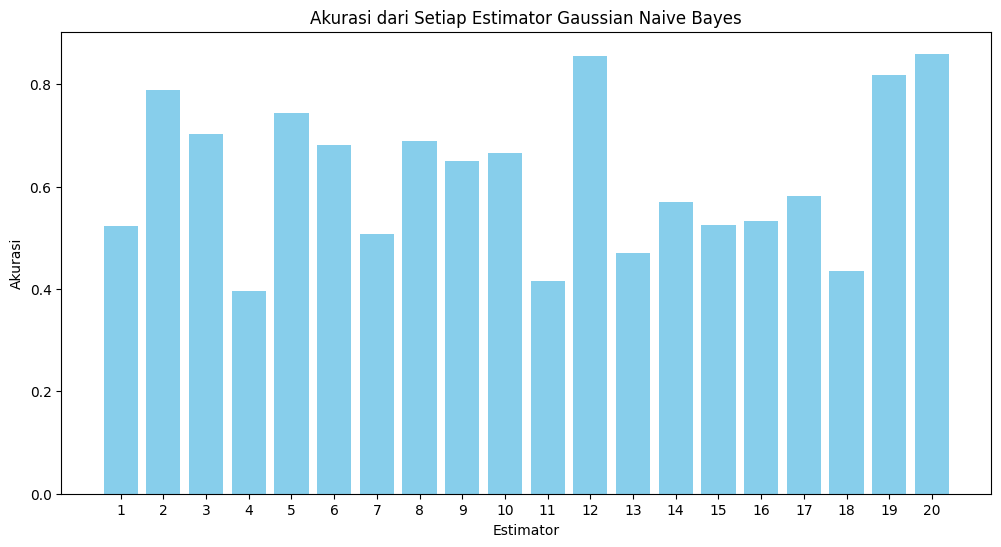 Akurasi dari Setiap Estimator Gaussian Naive Bayes
Akurasi
0.8
0.6
0.4
0.2
0.0
1 2 3 4 5 6 7 8 9 10 11 12 13 14 15 16 17 18 19 20
Estimator